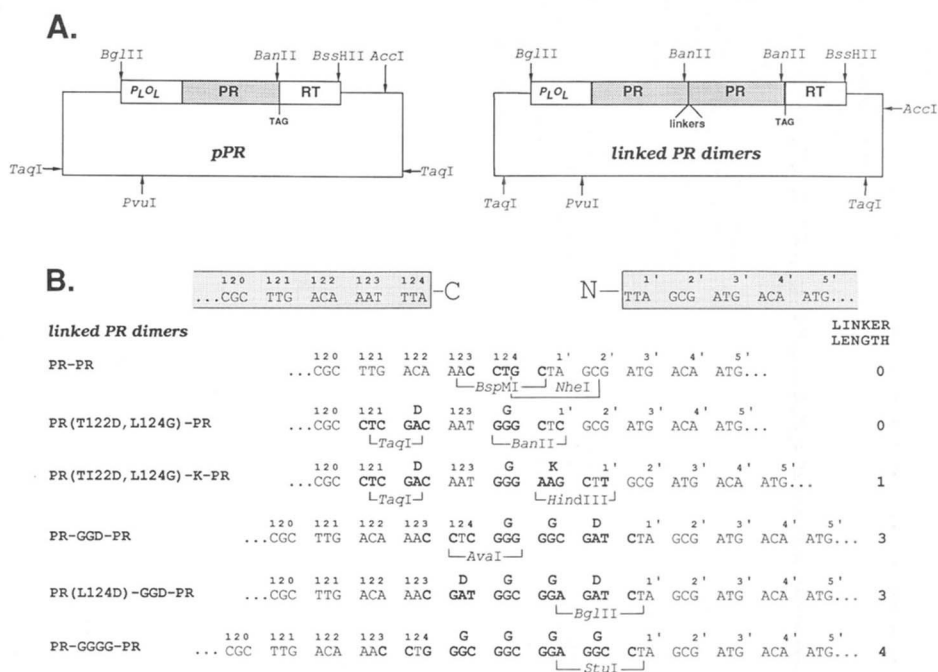 A.
BglII BanII BssHII AccI BglII BanII BanII BssHII
PLOL PR RT PLOL PR PR RT
TAG linkers TAG AccI
pPR linked PR dimers
TaqI TaqI
PvuI TaqI PvuI TaqI
B.
120 121 122 123 124 1' 2' 3' 4' 5'
...CGC TTG ACA AAT TTA -C N- TTA GCG ATG ACA ATG...
linked PR dimers LINKER LENGTH
120 121 122 123 124 1' 2' 3' 4' 5'
PR-PR ...CGC TTG ACA AAC CTG CTA GCG ATG ACA ATG... 0
BspMI NheI
D G
120 121 123 1' 2' 3' 4' 5'
PR(T122D,L124G)-PR ...CGC CTC GAC AAT GGG CTC GCG ATG ACA ATG... 0
TaqI BanII
D G K
120 121 123 1' 2' 3' 4' 5'
PR(TI22D,L124G)-K-PR ...CGC CTC GAC AAT GGG AAG CTT GCG ATG ACA ATG... 1
TaqI HindIII
120 121 122 123 124 G G D 1' 2' 3' 4' 5'
PR-GGD-PR ...CGC TTG ACA AAC CTC GGG GGC GAT CTA GCG ATG ACA ATG... 3
AvaI
120 121 122 123 D G G D 1' 2' 3' 4' 5'
PR(L124D)-GGD-PR ...CGC TTG ACA AAC GAT GGC GGA GAT CTA GCG ATG ACA ATG... 3
BglII
120 121 122 123 124 G G G G 1' 2' 3' 4' 5'
PR-GGGG-PR ...CGC TTG ACA AAC CTG GGC GGC GGA GGC CTA GCG ATG ACA ATG... 4
StuI